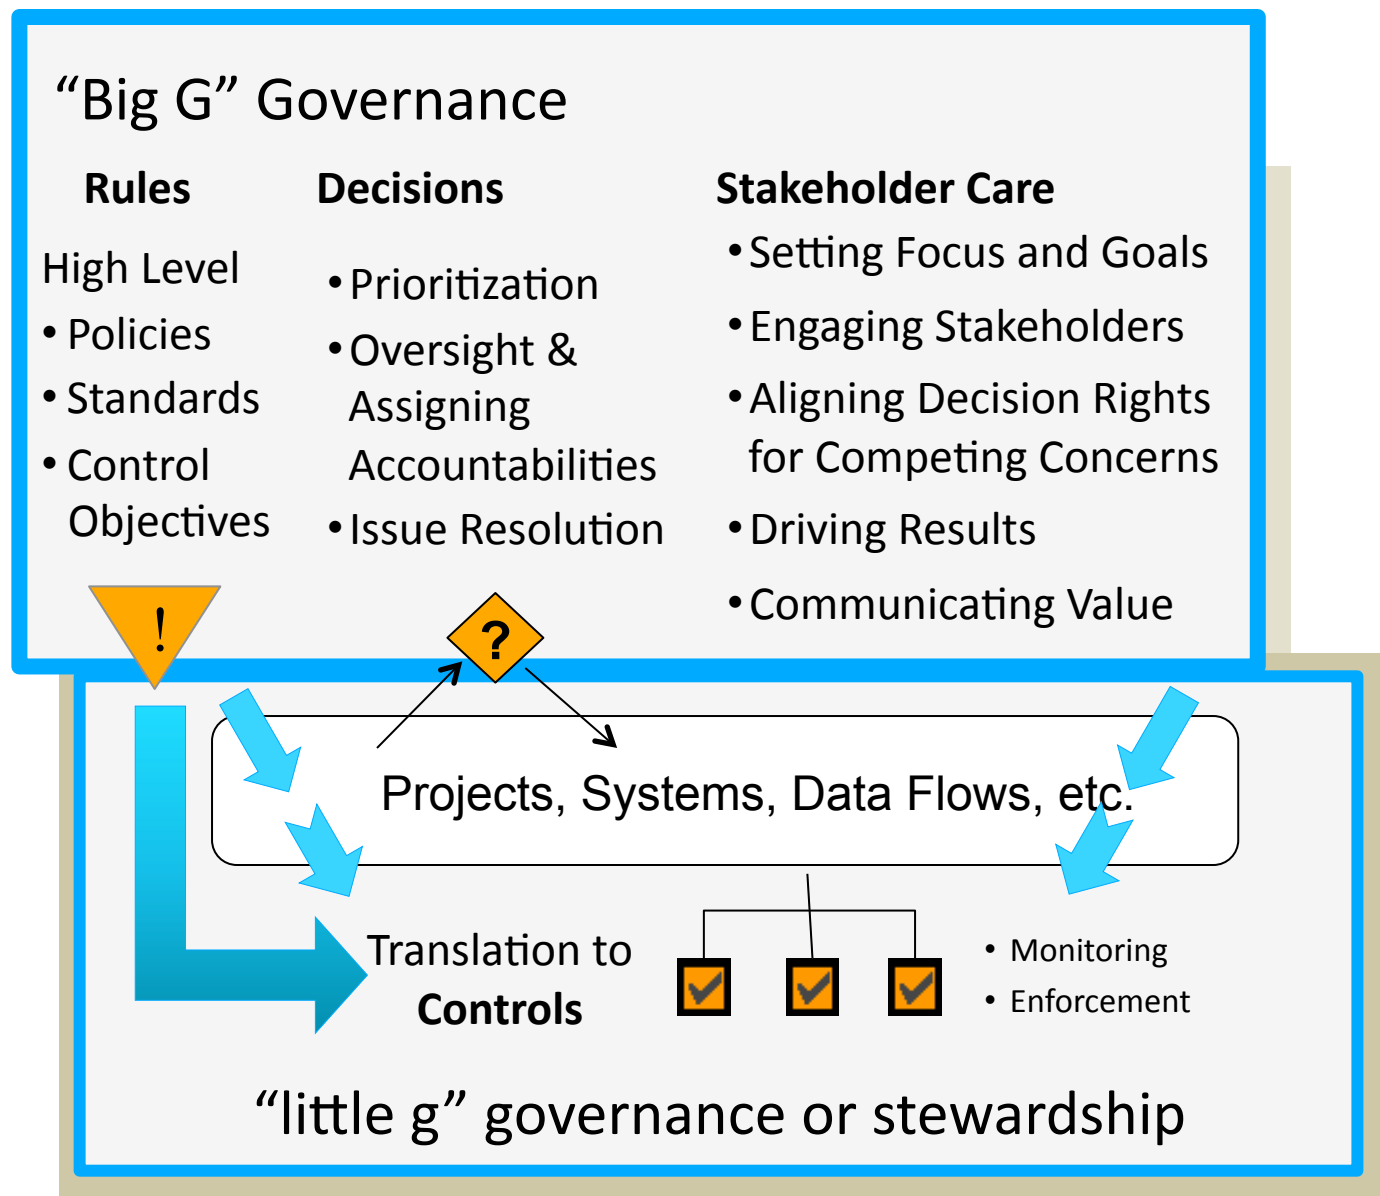 “Big G” Governance
Rules
High Level
• Policies
• Standards
• Control
Objectives
!
Decisions
• Prioritization
• Oversight &
Assigning
Accountabilities
• Issue Resolution
?
Stakeholder Care
• Setting Focus and Goals
• Engaging Stakeholders
• Aligning Decision Rights
for Competing Concerns
• Driving Results
• Communicating Value
Projects, Systems, Data Flows, etc.
Translation to
Controls
• Monitoring
• Enforcement
“little g” governance or stewardship